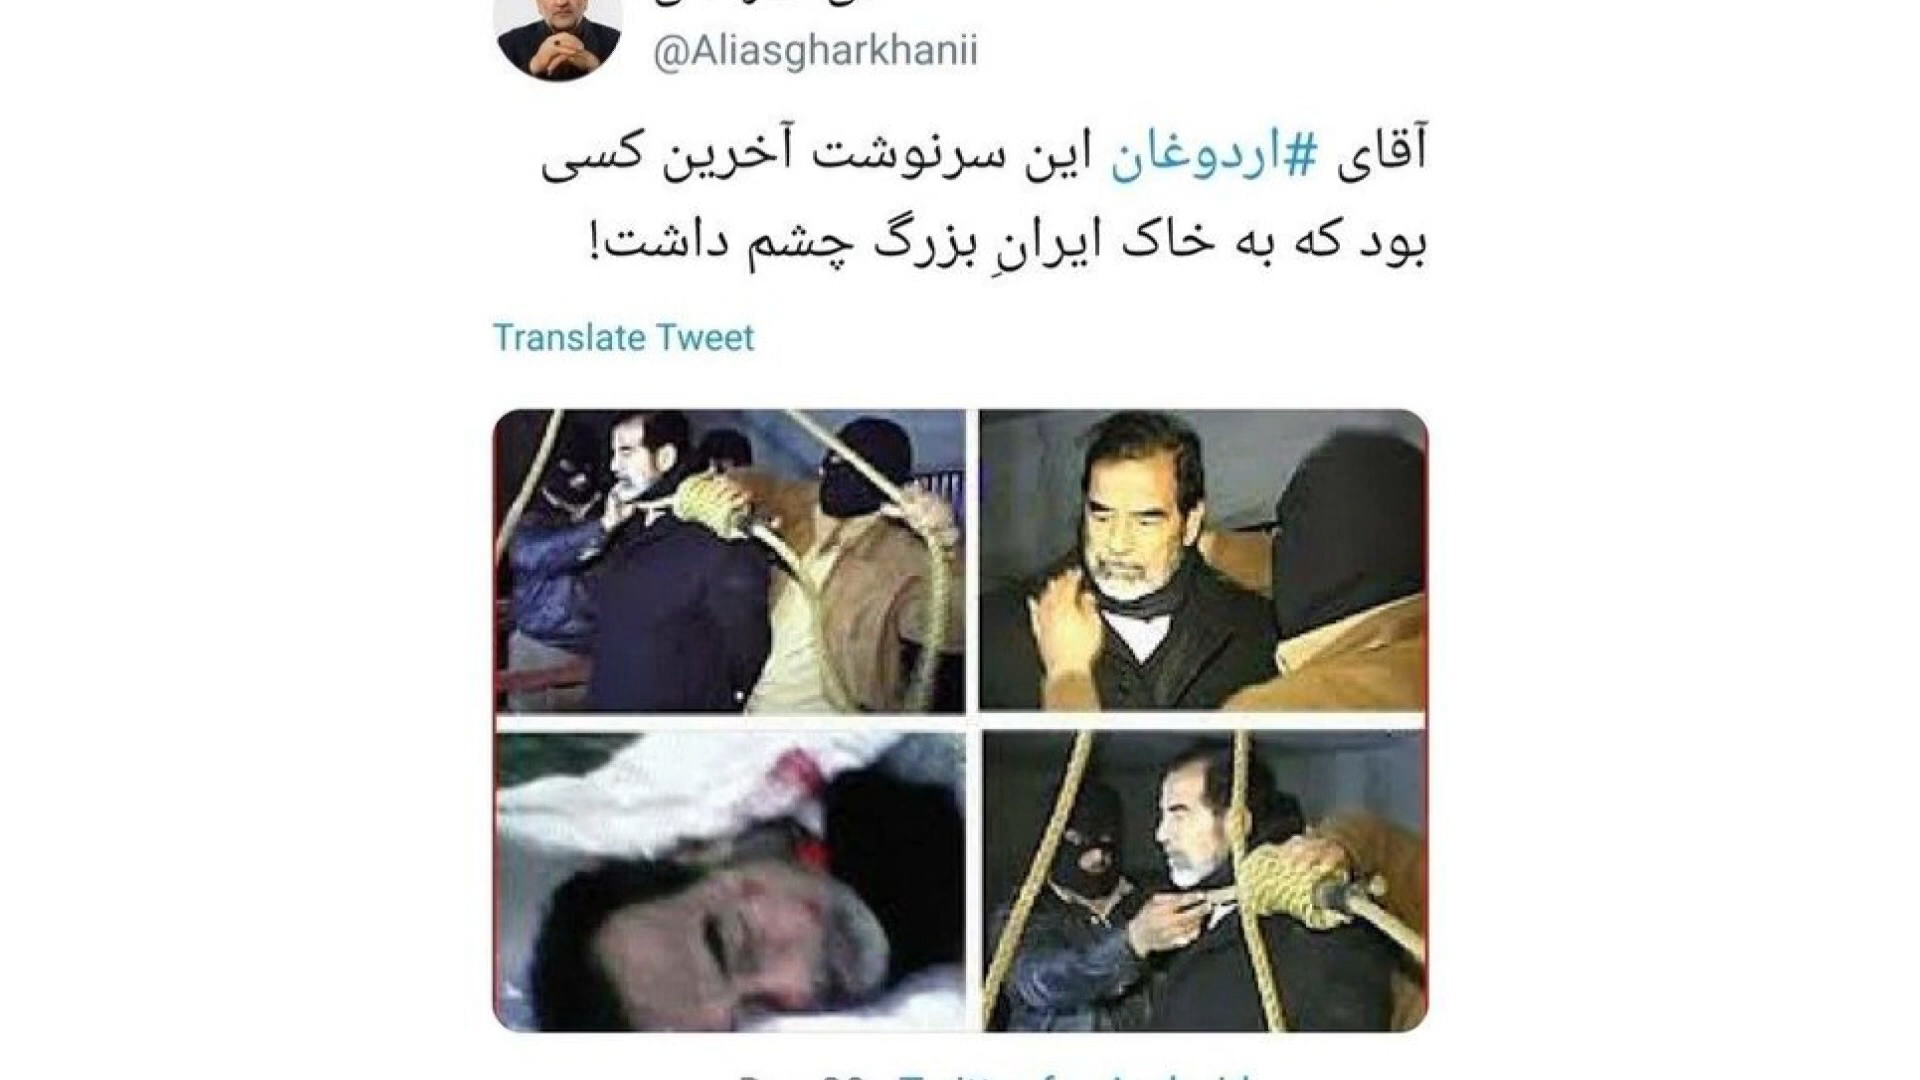 @Aliasgharkhanii
آقای #اردوغان این سرنوشت آخرین کسی
بود که به خاک ایرانِ بزرگ چشم داشت!
Translate Tweet